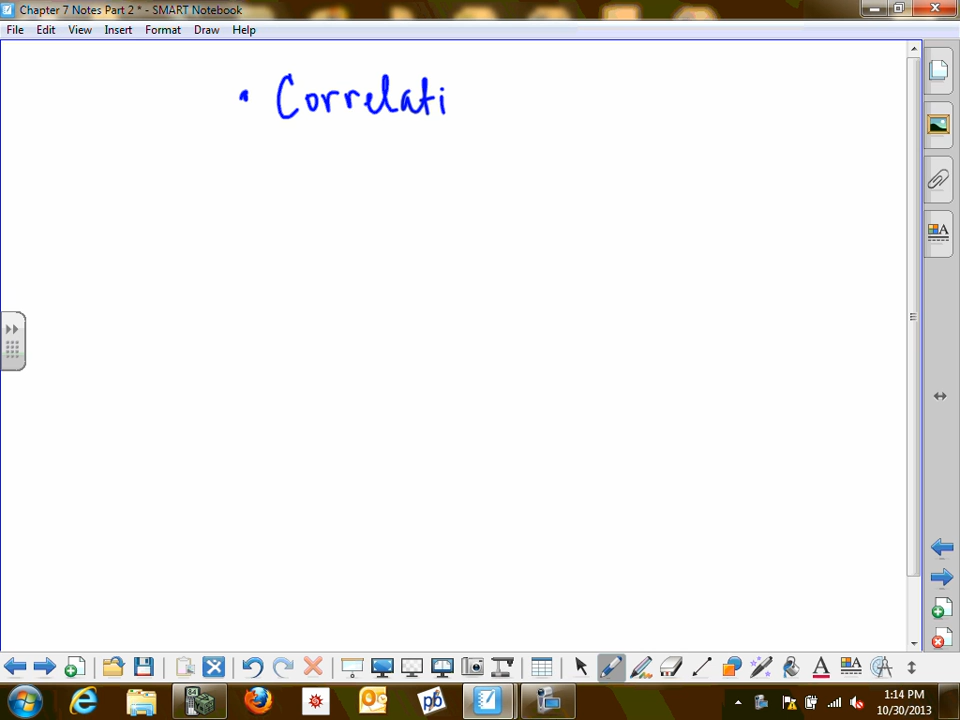 Chapter 7 Notes Part 2 * - SMART Notebook
File Edit View Insert Format Draw Help
• Correlati
1:14 PM
10/30/2013